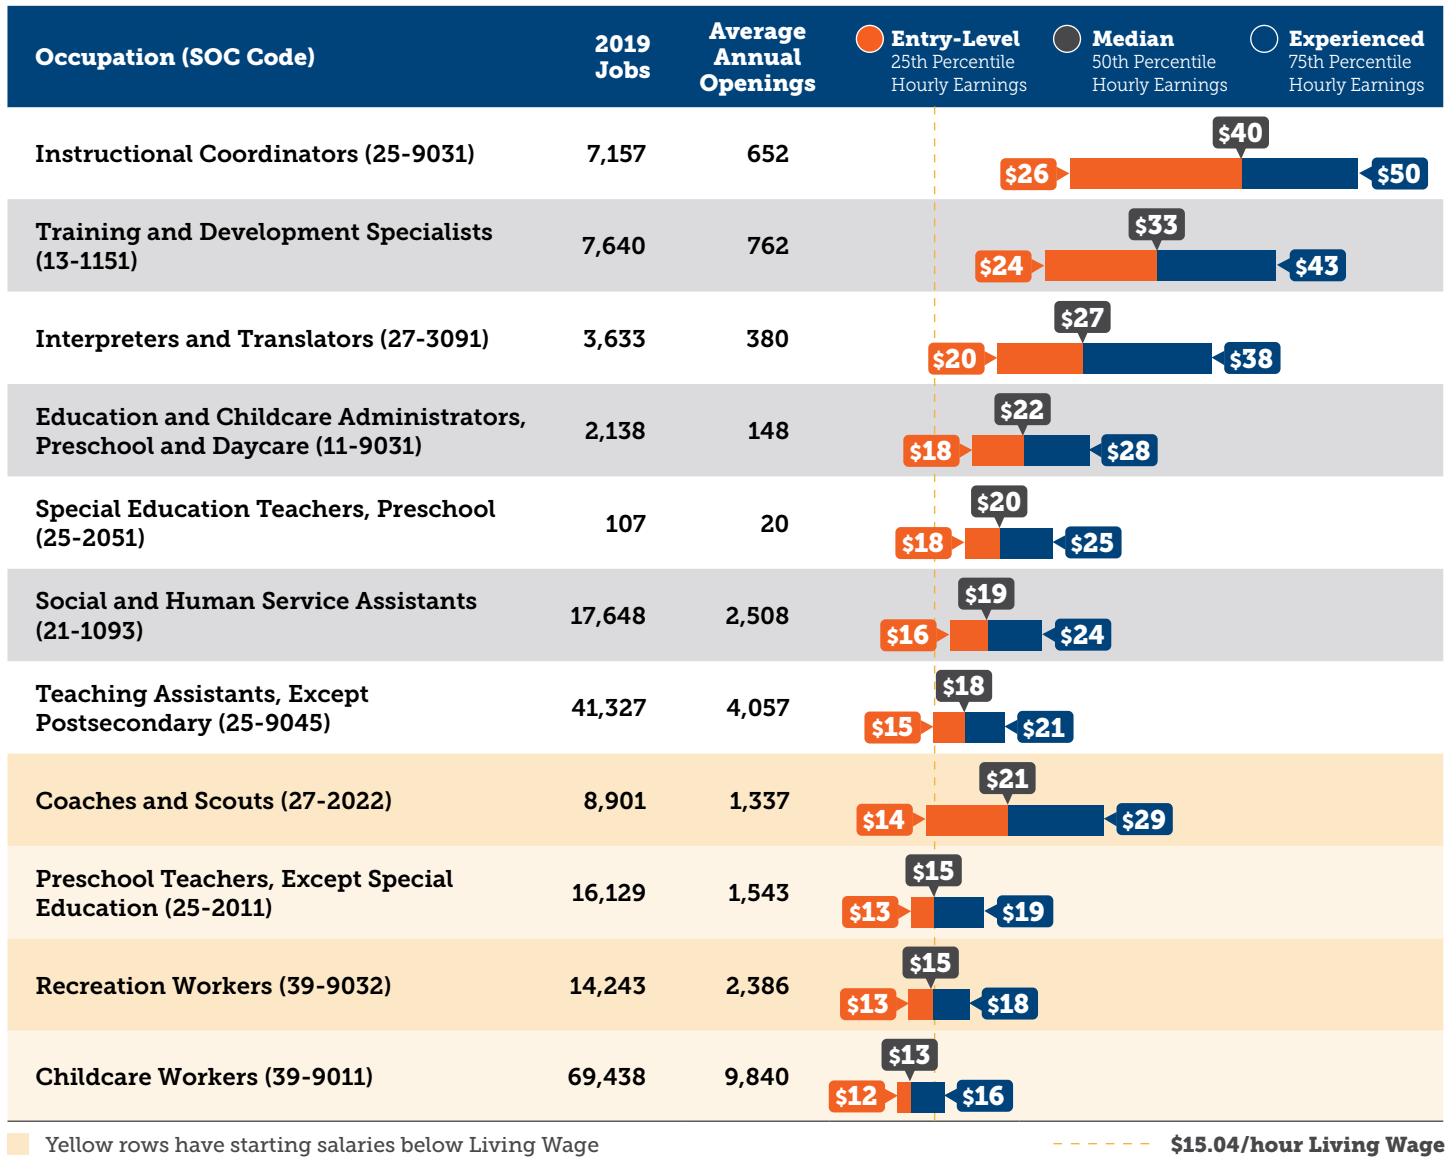 Occupation (SOC Code)
2019
Jobs
Average
Annual
Openings
Entry-Level
25th Percentile
Hourly Earnings
Median
50th Percentile
Hourly Earnings
Experienced
75th Percentile
Hourly Earnings
Instructional Coordinators (25-9031)
7,157
652
$26
$40
$50
Training and Development Specialists
(13-1151)
7,640
762
$24
$33
$43
Interpreters and Translators (27-3091)
3,633
380
$20
$27
$38
Education and Childcare Administrators,
Preschool and Daycare (11-9031)
2,138
148
$18
$22
$28
Special Education Teachers, Preschool
(25-2051)
107
20
$18
$20
$25
Social and Human Service Assistants
(21-1093)
17,648
2,508
$16
$19
$24
Teaching Assistants, Except
Postsecondary (25-9045)
41,327
4,057
$15
$18
$21
Coaches and Scouts (27-2022)
8,901
1,337
$14
$21
$29
Preschool Teachers, Except Special
Education (25-2011)
16,129
1,543
$13
$15
$19
Recreation Workers (39-9032)
14,243
2,386
$13
$15
$18
Childcare Workers (39-9011)
69,438
9,840
$12
$13
$16
Yellow rows have starting salaries below Living Wage
$15.04/hour Living Wage